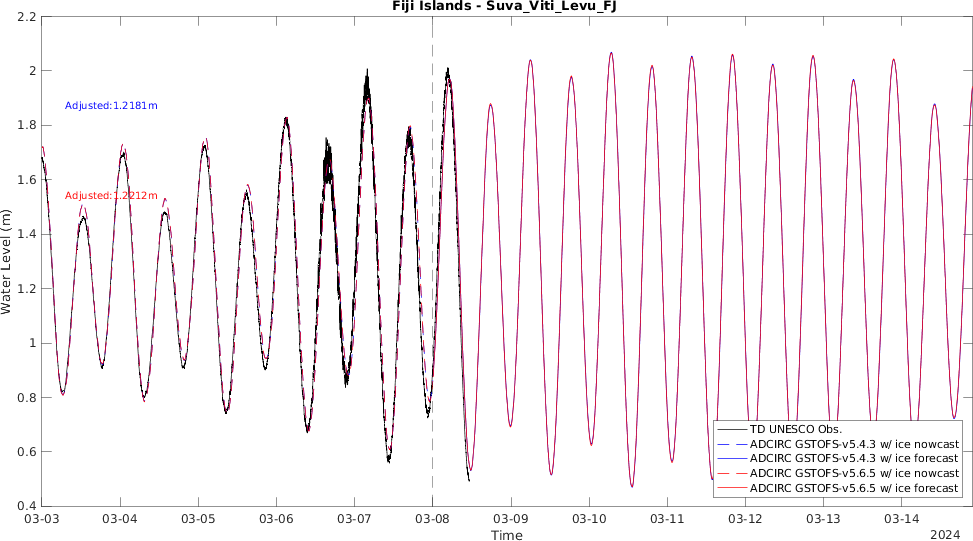 Fiji Islands - Suva_Viti_Levu_FJ
2.2
2
1.8
1.6
1.4
1.2
1
0.8
0.6
0.4
Water Level (m)
Adjusted:1.2181m
Adjusted:1.2212m
TD UNESCO Obs.
ADCIRC GSTOFS-v5.4.3 w/ ice nowcast
ADCIRC GSTOFS-v5.4.3 w/ ice forecast
ADCIRC GSTOFS-v5.6.5 w/ ice nowcast
ADCIRC GSTOFS-v5.6.5 w/ ice forecast
03-03 03-04 03-05 03-06 03-07 03-08 03-09 03-10 03-11 03-12 03-13 03-14
Time
2024